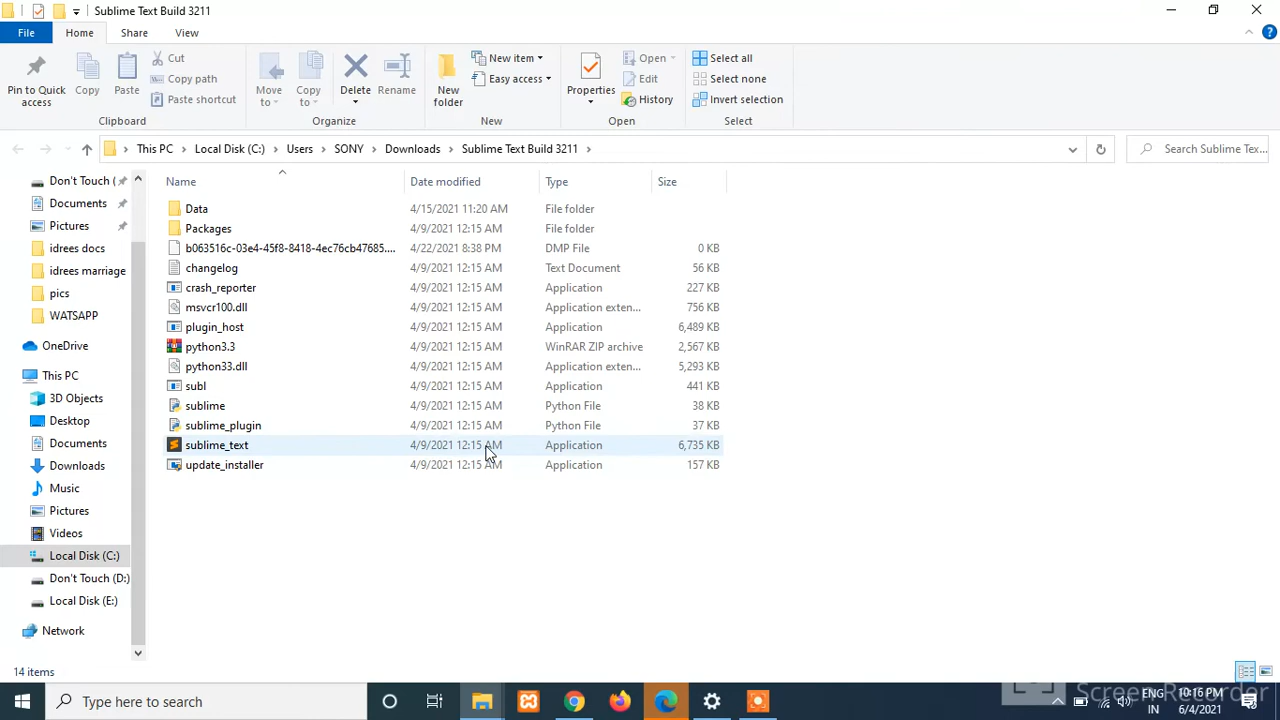 Sublime Text Build 3211
File Home Share View
Pin to Quick access
Copy
Paste
Cut
Copy path
Paste shortcut
Clipboard
Move to
Copy to
Delete
Rename
Organize
New folder
New item
Easy access
New
Properties
Open
Edit
History
Open
Select all
Select none
Invert selection
Select
This PC Local Disk (C:) Users SONY Downloads Sublime Text Build 3211
Search Sublime Tex...
Don't Touch (
Documents
Pictures
idrees docs
idrees marriage
pics
WATSAPP
OneDrive
This PC
3D Objects
Desktop
Documents
Downloads
Music
Pictures
Videos
Local Disk (C:)
Don't Touch (D:)
Local Disk (E:)
Network
Name Date modified Type Size
Data 4/15/2021 11:20 AM File folder
Packages 4/9/2021 12:15 AM File folder
b063516c-03e4-45f8-8418-4ec76cb47685.... 4/22/2021 8:38 PM DMP File 0 KB
changelog 4/9/2021 12:15 AM Text Document 56 KB
crash_reporter 4/9/2021 12:15 AM Application 227 KB
msvcr100.dll 4/9/2021 12:15 AM Application exten... 756 KB
plugin_host 4/9/2021 12:15 AM Application 6,489 KB
python3.3 4/9/2021 12:15 AM WinRAR ZIP archive 2,567 KB
python33.dll 4/9/2021 12:15 AM Application exten... 5,293 KB
subl 4/9/2021 12:15 AM Application 441 KB
sublime 4/9/2021 12:15 AM Python File 38 KB
sublime_plugin 4/9/2021 12:15 AM Python File 37 KB
sublime_text 4/9/2021 12:15 AM Application 6,735 KB
update_installer 4/9/2021 12:15 AM Application 157 KB
14 items
Type here to search
ENG
IN
10:16 PM
6/4/2021
Screen Recorder